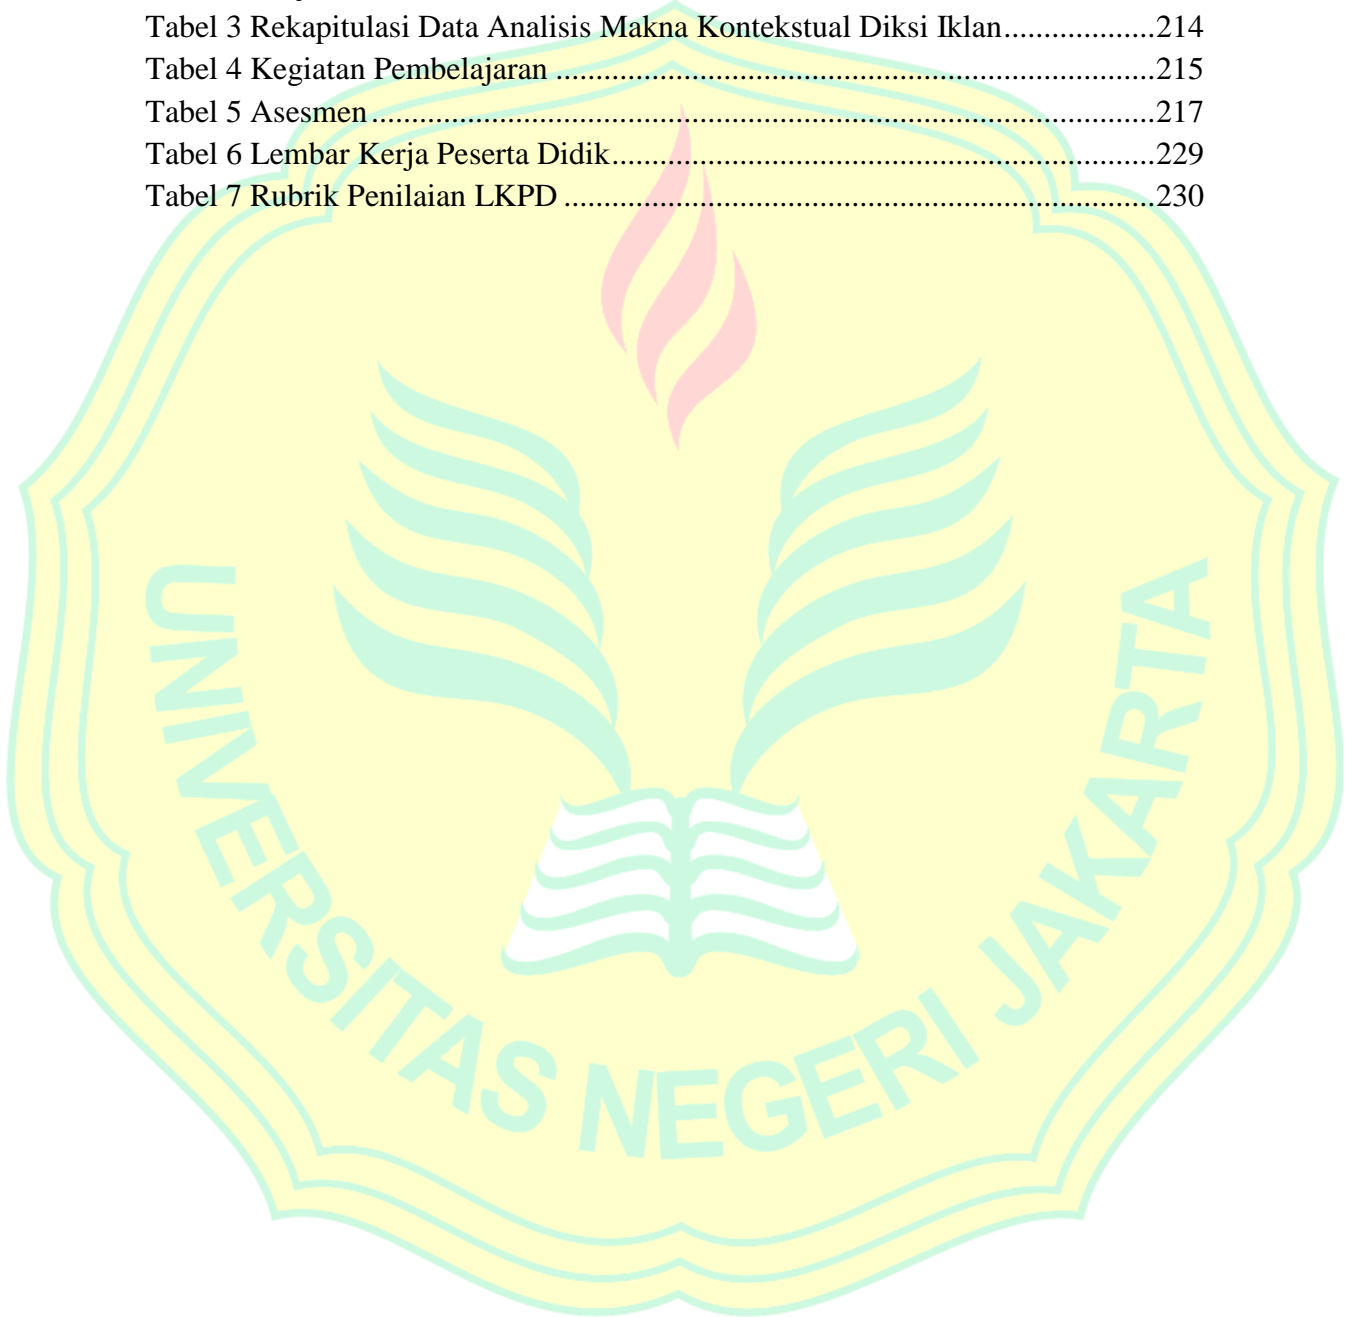 Tabel 3 Rekapitulasi Data Analisis Makna Kontekstual Diksi Iklan...................214
Tabel 4 Kegiatan Pembelajaran ...........................................................................215
Tabel 5 Asesmen..................................................................................................217
Tabel 6 Lembar Kerja Peserta Didik....................................................................229
Tabel 7 Rubrik Penilaian LKPD ..........................................................................230
UNIVERSITAS NEGERI JAKARTA